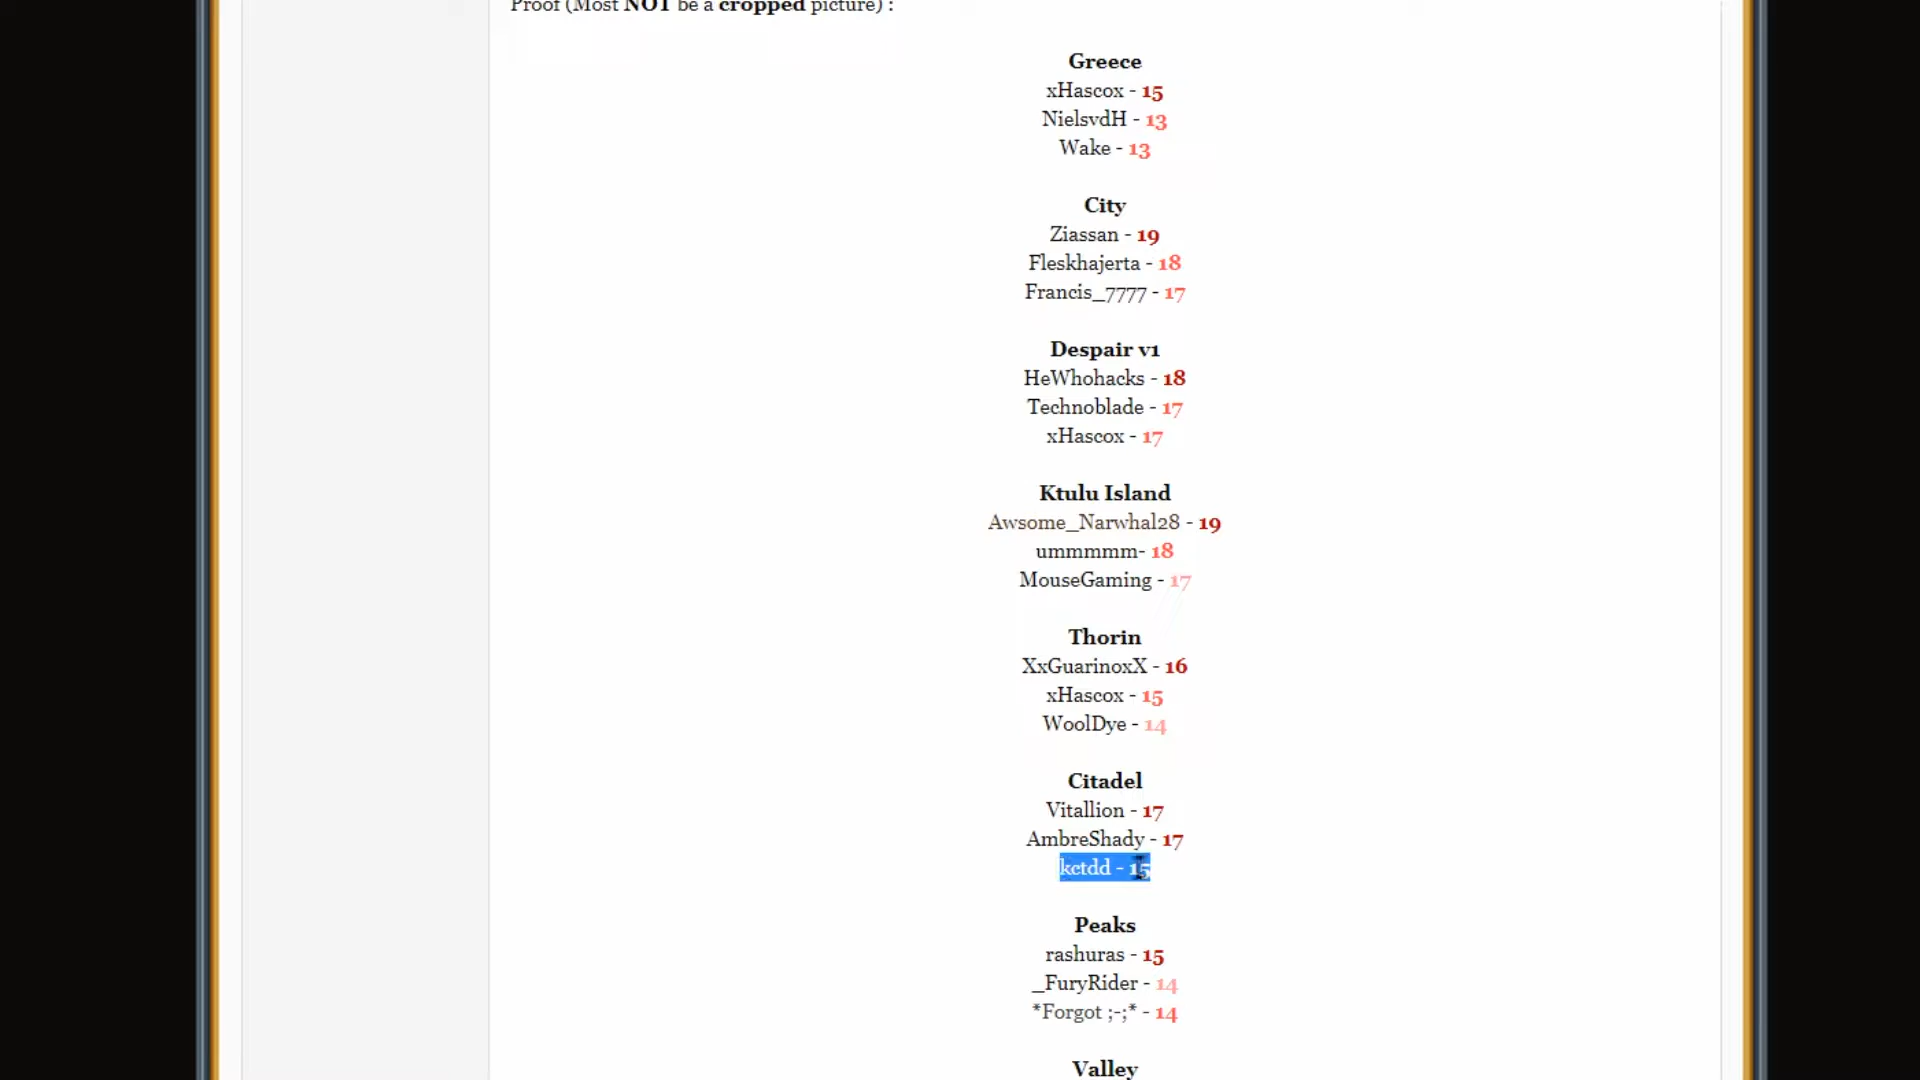 Proof (Most NOT be a cropped picture) :
Greece
xHascox - 15
NielsvdH - 13
Wake - 13
City
Ziassan - 19
Fleskhajerta - 18
Francis_7777 - 17
Despair v1
HeWhohacks - 18
Technoblade - 17
xHascox - 17
Ktulu Island
Awsome_Narwhal28 - 19
ummmmm- 18
MouseGaming - 17
Thorin
XxGuarinoxX - 16
xHascox - 15
WoolDye - 14
Citadel
Vitallion - 17
AmbreShady - 17
kctdd - 15
Peaks
rashuras - 15
_FuryRider - 14
*Forgot ;-;* - 14
Valley